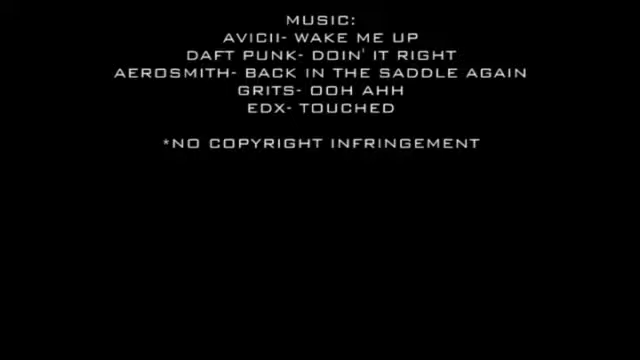 MUSIC:
AVICII- WAKE ME UP
DAFT PUNK- DOIN' IT RIGHT
AEROSMITH- BACK IN THE SADDLE AGAIN
GRITS- OOH AHH
EDX- TOUCHED
*NO COPYRIGHT INFRINGEMENT